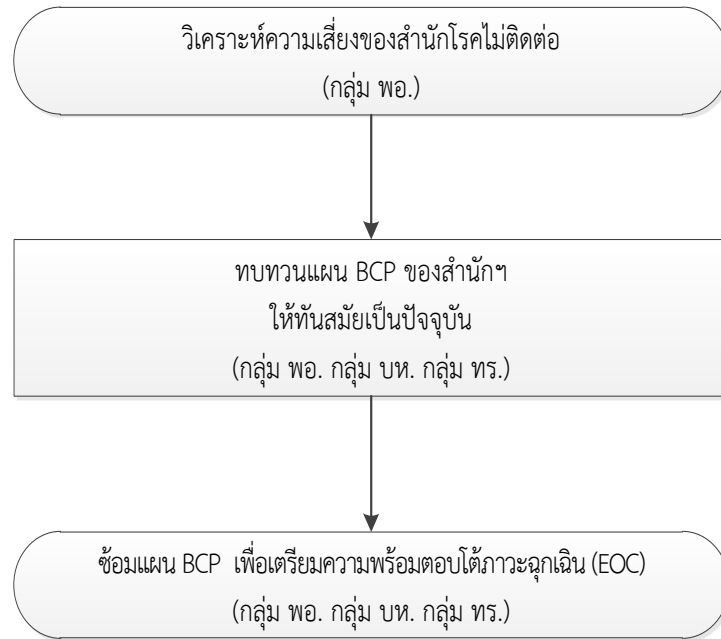 วิเคราะห์ความเสี่ยงของสำนักโรคไม่ติดต่อ
(กลุ่ม พอ.)
ทบทวนแผน BCP ของสำนักฯ
ให้ทันสมัยเป็นปัจจุบัน
(กลุ่ม พอ. กลุ่ม บห. กลุ่ม ทร.)
ซ้อมแผน BCP เพื่อเตรียมความพร้อมตอบโต้ภาวะฉุกเฉิน (EOC)
(กลุ่ม พอ. กลุ่ม บห. กลุ่ม ทร.)